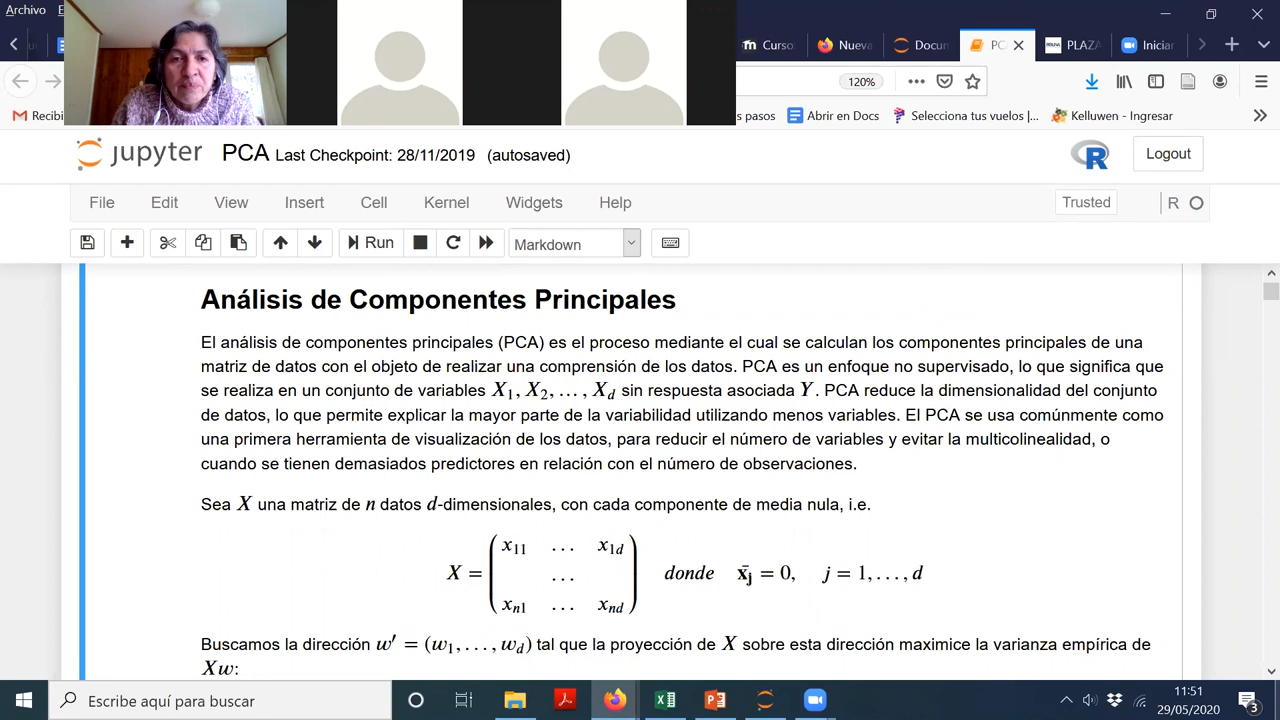 Archivo
Curso
Nueva
Docun
PC
PLAZA
Iniciar
120%
Recibi
pasos
Abrir en Docs
Selecciona tus vuelos |...
Kelluwen - Ingresar
jupyter PCA Last Checkpoint: 28/11/2019 (autosaved)
R
Logout
File Edit View Insert Cell Kernel Widgets Help
Trusted
R
Run
Markdown
Análisis de Componentes Principales
El análisis de componentes principales (PCA) es el proceso mediante el cual se calculan los componentes principales de una
matriz de datos con el objeto de realizar una comprensión de los datos. PCA es un enfoque no supervisado, lo que significa que
se realiza en un conjunto de variables X₁, X₂, …, X_d sin respuesta asociada Y. PCA reduce la dimensionalidad del conjunto
de datos, lo que permite explicar la mayor parte de la variabilidad utilizando menos variables. El PCA se usa comúnmente como
una primera herramienta de visualización de los datos, para reducir el número de variables y evitar la multicolinealidad, o
cuando se tienen demasiados predictores en relación con el número de observaciones.
Sea X una matriz de n datos d-dimensionales, con cada componente de media nula, i.e.
x₁₁ … x₁d
X = ( … ) donde x̄ⱼ = 0, j = 1, …, d
xₙ₁ … xₙd
Buscamos la dirección w′ = (w₁, …, w_d) tal que la proyección de X sobre esta dirección maximice la varianza empírica de
Xw:
Escribe aquí para buscar
11:51
29/05/2020
3